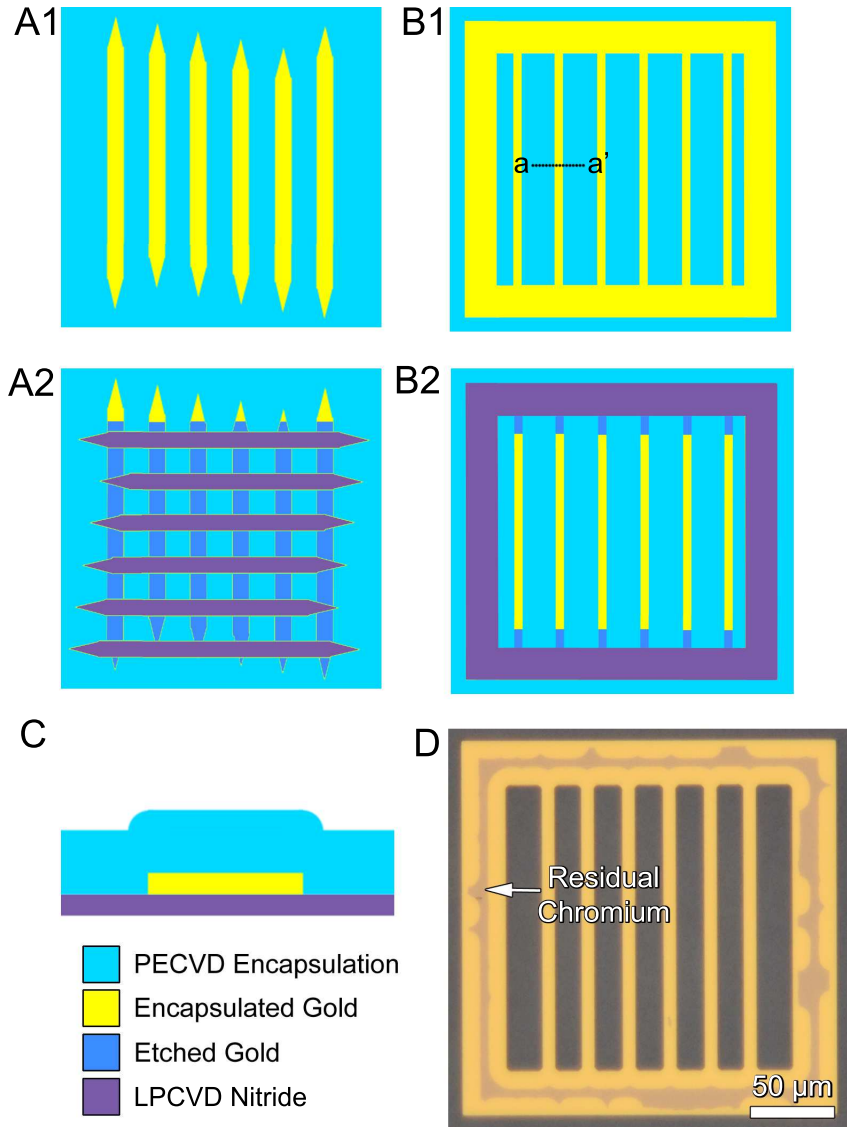 A1
B1
a
a’
A2
B2
C
D
Residual
Chromium
PECVD Encapsulation
Encapsulated Gold
Etched Gold
LPCVD Nitride
50 µm